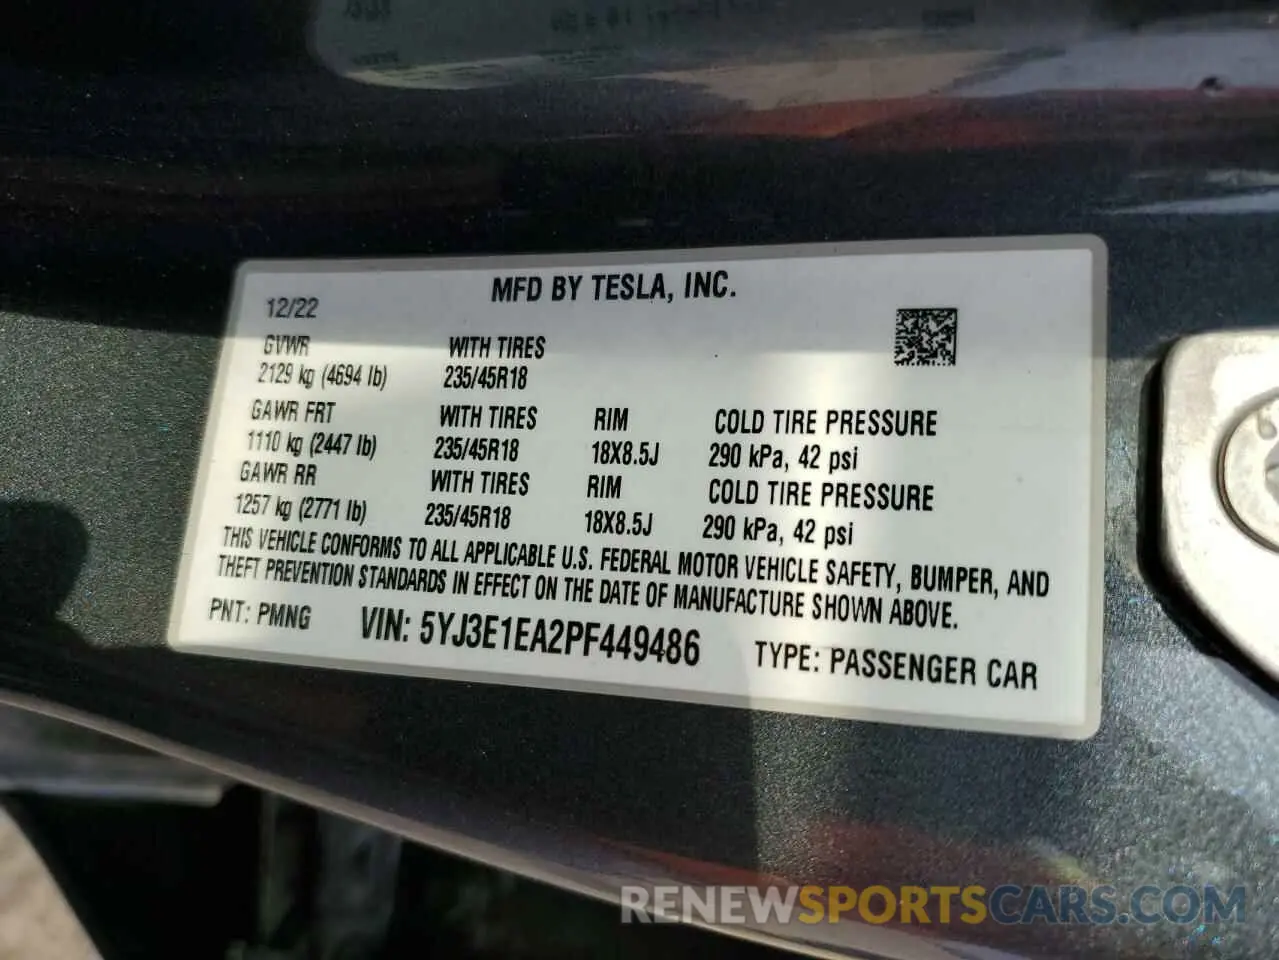 MFD BY TESLA, INC.
12/22
GVWR WITH TIRES
2129 kg (4694 lb) 235/45R18
GAWR FRT WITH TIRES RIM COLD TIRE PRESSURE
1110 kg (2447 lb) 235/45R18 18X8.5J 290 kPa, 42 psi
GAWR RR WITH TIRES RIM COLD TIRE PRESSURE
1257 kg (2771 lb) 235/45R18 18X8.5J 290 kPa, 42 psi
THIS VEHICLE CONFORMS TO ALL APPLICABLE U.S. FEDERAL MOTOR VEHICLE SAFETY, BUMPER, AND
THEFT PREVENTION STANDARDS IN EFFECT ON THE DATE OF MANUFACTURE SHOWN ABOVE.
PNT: PMNG VIN: 5YJ3E1EA2PF449486 TYPE: PASSENGER CAR
RENEWSPORTSCARS.COM